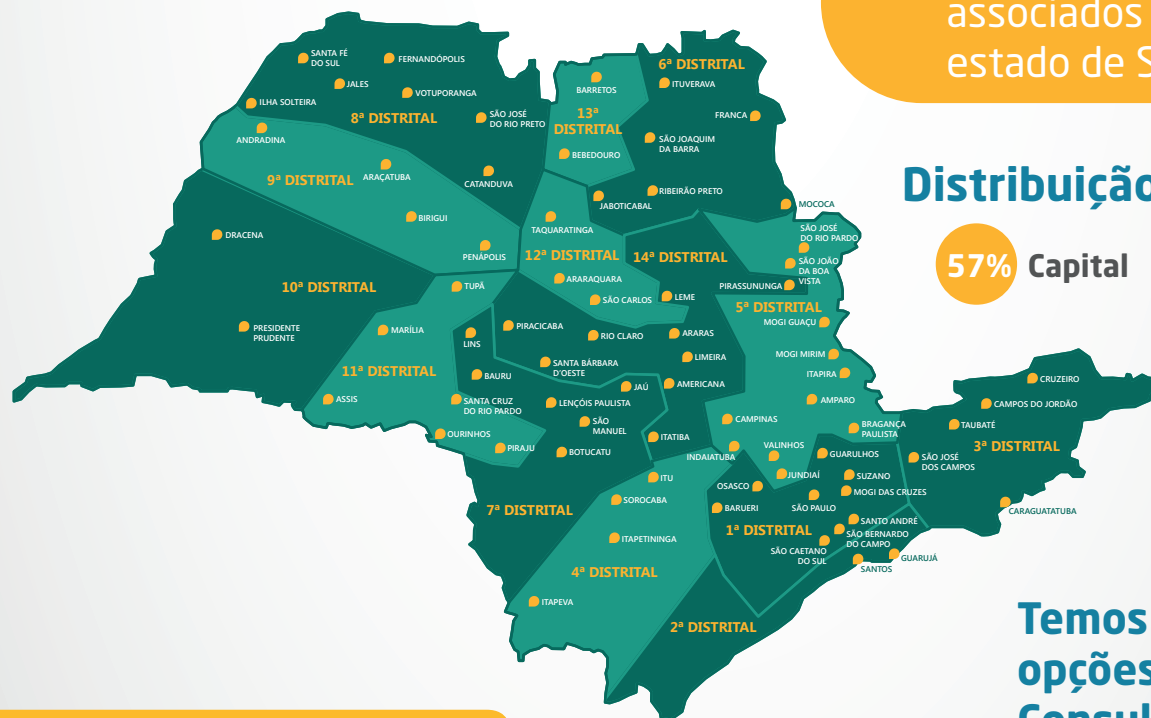 associados
estado de S
Distribuição
57% Capital
Temos
opções
Consul
SANTA FÉ
DO SUL
FERNANDÓPOLIS
JALES
VOTUPORANGA
ILHA SOLTEIRA
8ª DISTRITAL
SÃO JOSÉ
DO RIO PRETO
ANDRADINA
9ª DISTRITAL
ARAÇATUBA
CATANDUVA
BIRIGUI
PENÁPOLIS
BARRETOS
13ª
DISTRITAL
BEBEDOURO
6ª DISTRITAL
ITUVERAVA
FRANCA
SÃO JOAQUIM
DA BARRA
RIBEIRÃO PRETO
JABOTICABAL
MOCOCA
TAQUARATINGA
12ª DISTRITAL
ARARAQUARA
SÃO CARLOS
14ª DISTRITAL
SÃO JOSÉ
DO RIO PARDO
SÃO JOÃO
DA BOA
VISTA
PIRASSUNUNGA
LEME
5ª DISTRITAL
MOGI GUAÇU
MOGI MIRIM
ITAPIRA
AMPARO
BRAGANÇA
PAULISTA
DRACENA
10ª DISTRITAL
PRESIDENTE
PRUDENTE
TUPÃ
MARÍLIA
LINS
11ª DISTRITAL
ASSIS
BAURU
SANTA CRUZ
DO RIO PARDO
OURINHOS
PIRAJU
PIRACICABA
RIO CLARO
ARARAS
LIMEIRA
SANTA BÁRBARA
D'OESTE
AMERICANA
JAÚ
LENÇÓIS PAULISTA
SÃO
MANUEL
BOTUCATU
ITATIBA
CAMPINAS
INDAIATUBA
VALINHOS
JUNDIAÍ
GUARULHOS
SUZANO
MOGI DAS CRUZES
OSASCO
BARUERI
SÃO PAULO
1ª DISTRITAL
SANTO ANDRÉ
SÃO BERNARDO
DO CAMPO
SÃO CAETANO
DO SUL
SANTOS
GUARUJÁ
CRUZEIRO
CAMPOS DO JORDÃO
TAUBATÉ
3ª DISTRITAL
SÃO JOSÉ
DOS CAMPOS
CARAGUATATUBA
7ª DISTRITAL
ITU
SOROCABA
ITAPETININGA
4ª DISTRITAL
ITAPEVA
2ª DISTRITAL